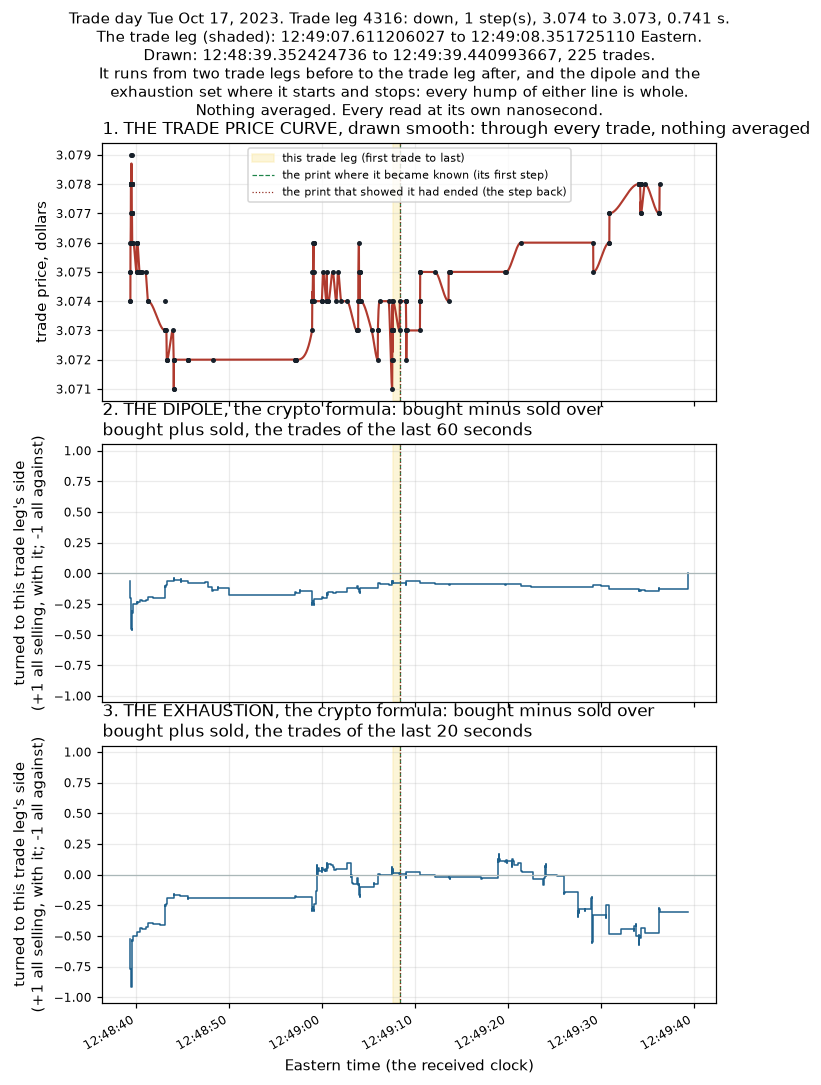 Trade day Tue Oct 17, 2023. Trade leg 4316: down, 1 step(s), 3.074 to 3.073, 0.741 s.
The trade leg (shaded): 12:49:07.611206027 to 12:49:08.351725110 Eastern.
Drawn: 12:48:39.352424736 to 12:49:39.440993667, 225 trades.
It runs from two trade legs before to the trade leg after, and the dipole and the
exhaustion set where it starts and stops: every hump of either line is whole.
Nothing averaged. Every read at its own nanosecond.
1. THE TRADE PRICE CURVE, drawn smooth: through every trade, nothing averaged
this trade leg (first trade to last)
the print where it became known (its first step)
the print that showed it had ended (the step back)
trade price, dollars
3.079
3.078
3.077
3.076
3.075
3.074
3.073
3.072
3.071
2. THE DIPOLE, the crypto formula: bought minus sold over
bought plus sold, the trades of the last 60 seconds
turned to this trade leg's side
(+1 all selling, with it; -1 all against)
1.00
0.75
0.50
0.25
0.00
−0.25
−0.50
−0.75
−1.00
3. THE EXHAUSTION, the crypto formula: bought minus sold over
bought plus sold, the trades of the last 20 seconds
turned to this trade leg's side
(+1 all selling, with it; -1 all against)
1.00
0.75
0.50
0.25
0.00
−0.25
−0.50
−0.75
−1.00
12:48:40
12:48:50
12:49:00
12:49:10
12:49:20
12:49:30
12:49:40
Eastern time (the received clock)